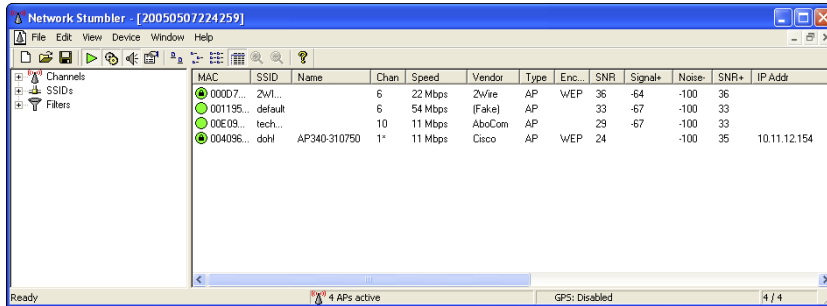 Network Stumbler - [20050507224259]
File Edit View Device Window Help
Channels
SSIDs
Filters
MAC SSID Name Chan Speed Vendor Type Enc... SNR Signal+ Noise- SNR+ IP Addr
000D7... 2WI... 6 22 Mbps 2Wire AP WEP 36 -64 -100 36
001195... default 6 54 Mbps (Fake) AP 33 -67 -100 33
00E09... tech... 10 11 Mbps AboCom AP 29 -67 -100 33
004096... doh! AP340-310750 1* 11 Mbps Cisco AP WEP 24 -100 35 10.11.12.154
Ready 4 APs active GPS: Disabled 4 / 4